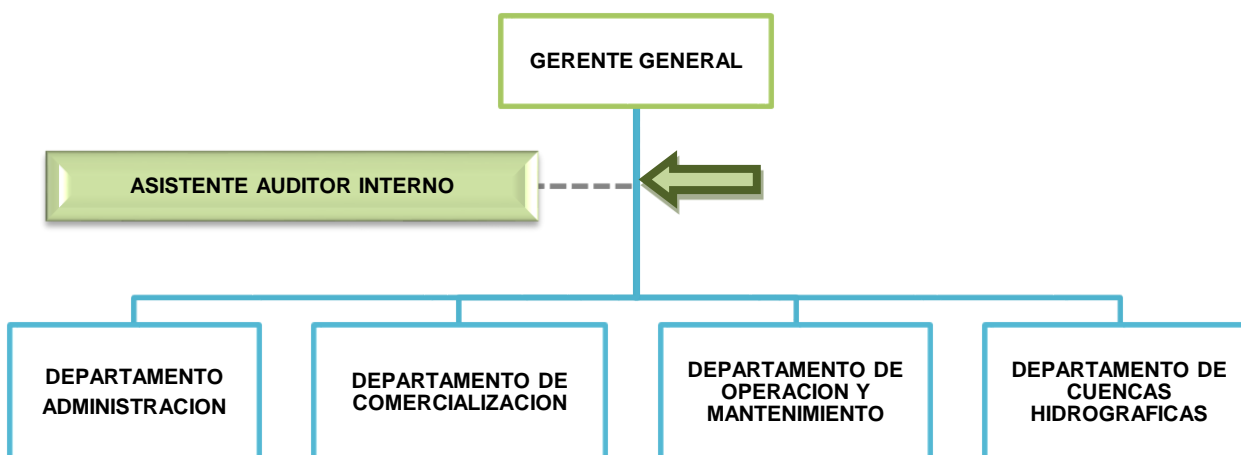 GERENTE GENERAL
ASISTENTE AUDITOR INTERNO
DEPARTAMENTO
ADMINISTRACION
DEPARTAMENTO DE
COMERCIALIZACION
DEPARTAMENTO DE
OPERACION Y
MANTENIMIENTO
DEPARTAMENTO DE
CUENCAS
HIDROGRAFICAS